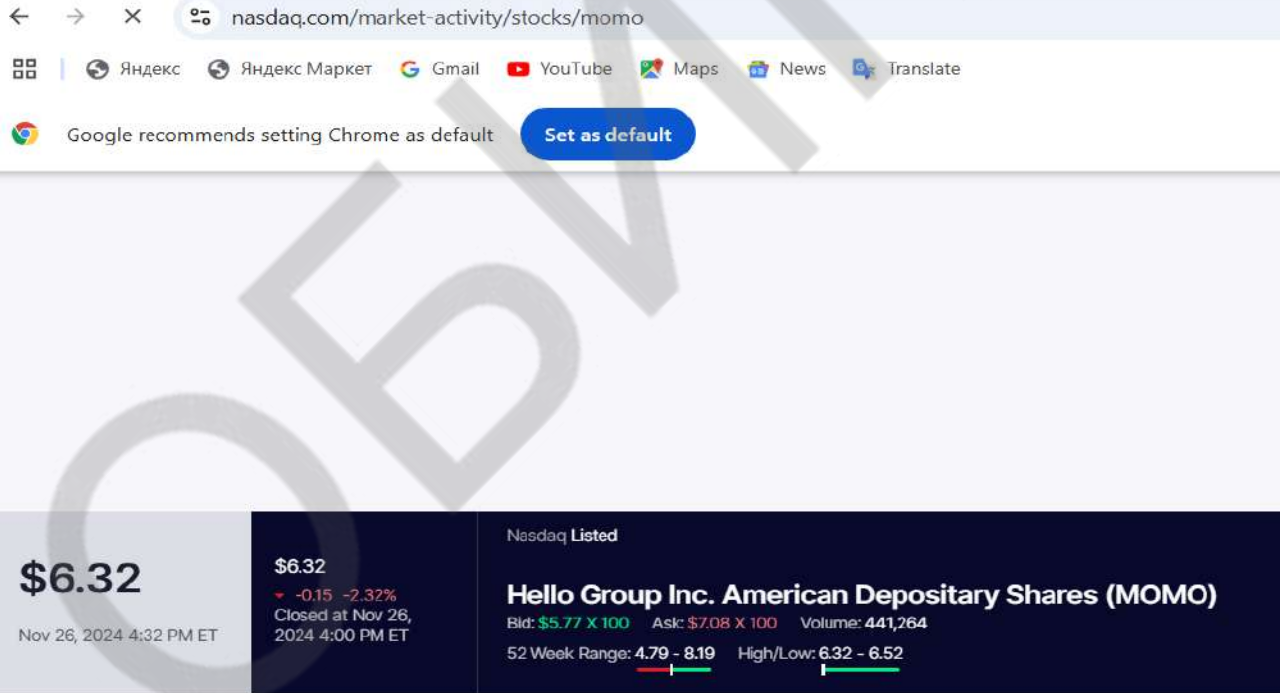 nasdaq.com/market-activity/stocks/momo
Яндекс Яндекс Маркет Gmail YouTube Maps News Translate
Google recommends setting Chrome as default Set as default
ОБИ
$6.32
Nov 26, 2024 4:32 PM ET
$6.32
-0.15 -2.32%
Closed at Nov 26,
2024 4:00 PM ET
Nasdaq Listed
Hello Group Inc. American Depositary Shares (MOMO)
Bid: $5.77 X 100 Ask: $7.08 X 100 Volume: 441,264
52 Week Range: 4.79 - 8.19 High/Low: 6.32 - 6.52